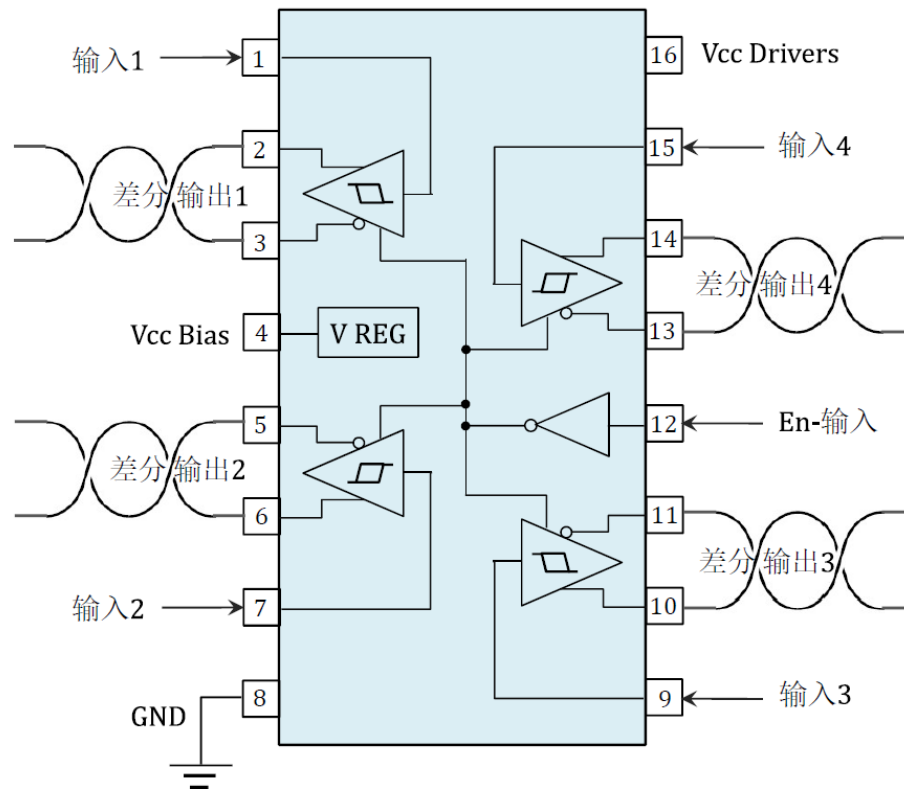 输入1
1
16
Vcc Drivers
2
15
输入4
差分输出1
3
14
差分输出4
Vcc Bias
4
V REG
13
5
12
En-输入
差分输出2
6
11
差分输出3
输入2
7
10
GND
8
9
输入3